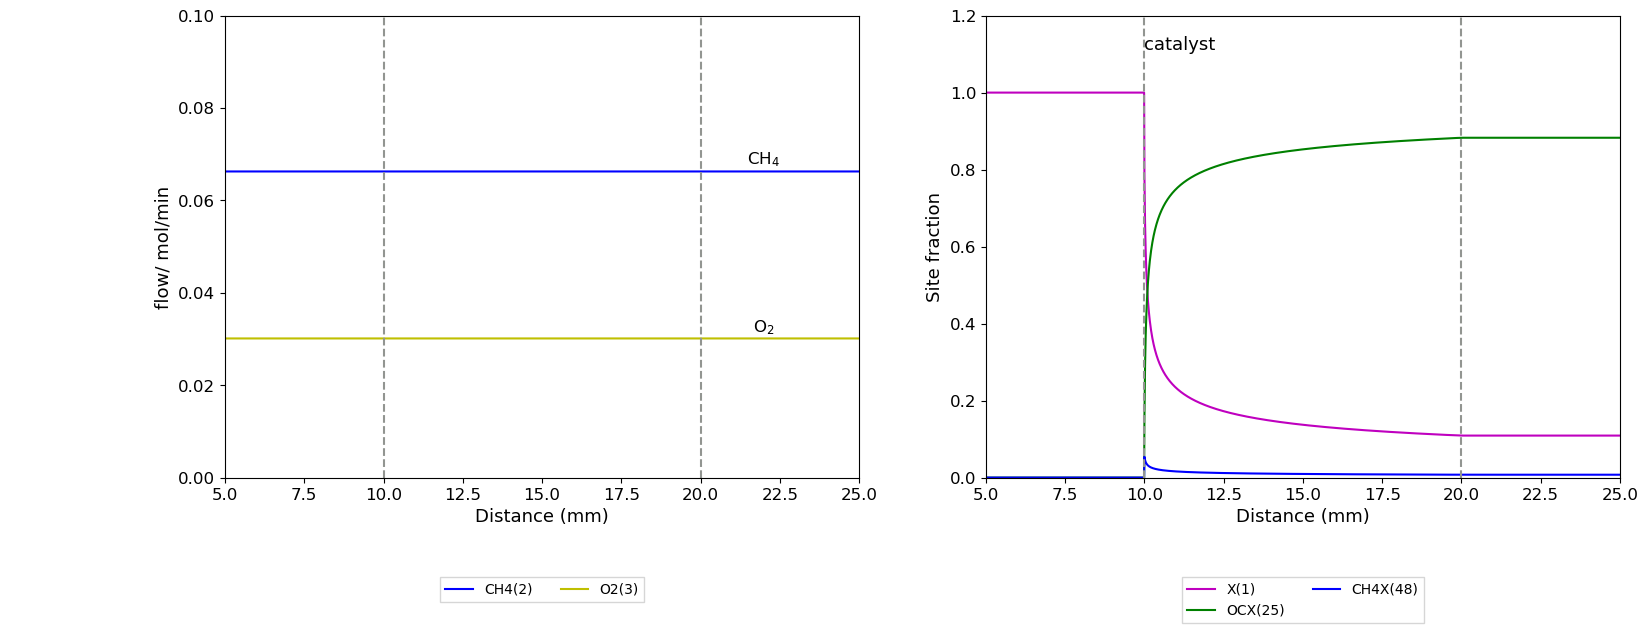 0.10
0.08
0.06
0.04
0.02
0.00
flow/ mol/min
CH4
O2
5.0 7.5 10.0 12.5 15.0 17.5 20.0 22.5 25.0
Distance (mm)
CH4(2) O2(3)
1.2
1.0
0.8
0.6
0.4
0.2
0.0
Site fraction
catalyst
5.0 7.5 10.0 12.5 15.0 17.5 20.0 22.5 25.0
Distance (mm)
X(1) CH4X(48)
OCX(25)